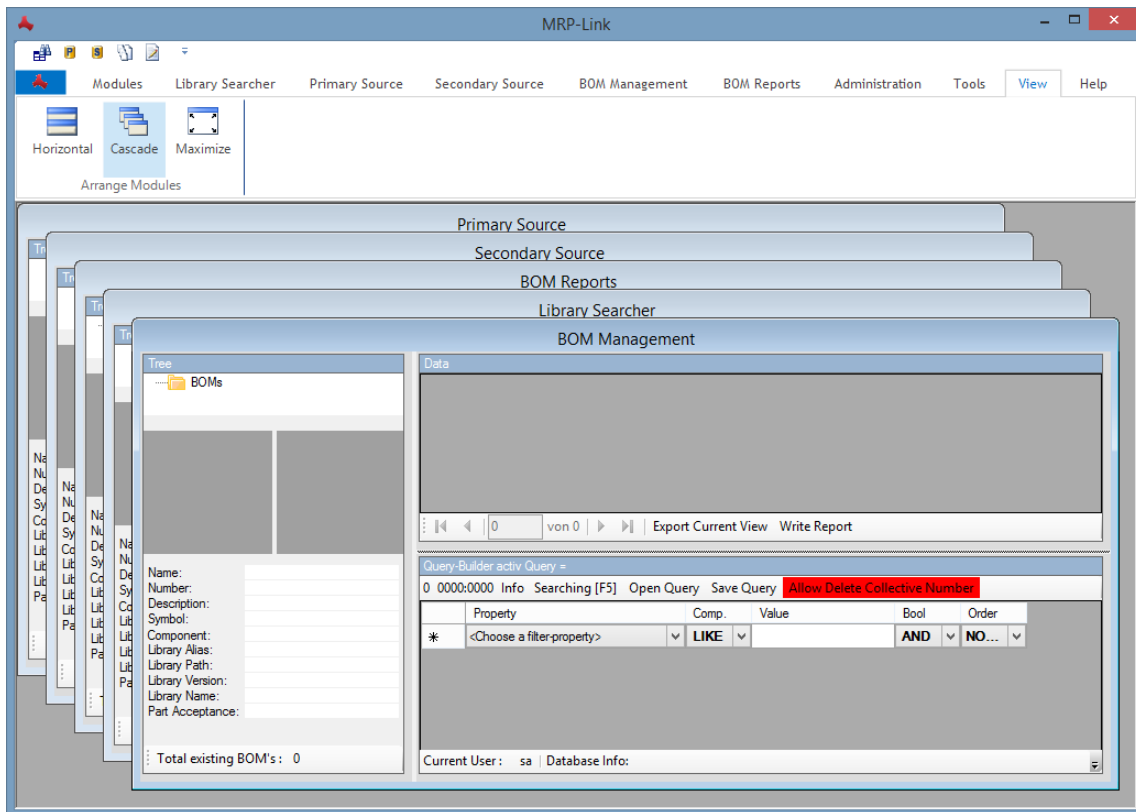 MRP-Link
P S
Modules Library Searcher Primary Source Secondary Source BOM Management BOM Reports Administration Tools View Help
Horizontal Cascade Maximize
Arrange Modules
Primary Source
Secondary Source
BOM Reports
Library Searcher
BOM Management
Tree
BOMs
Data
0 von 0 Export Current View Write Report
Query-Builder activ Query =
0 0000:0000 Info Searching [F5] Open Query Save Query Allow Delete Collective Number
Property Comp. Value Bool Order
<Choose a filter-property> LIKE AND NO...
Name:
Number:
Description:
Symbol:
Component:
Library Alias:
Library Path:
Library Version:
Library Name:
Part Acceptance:
Total existing BOM's : 0
Current User : sa Database Info: